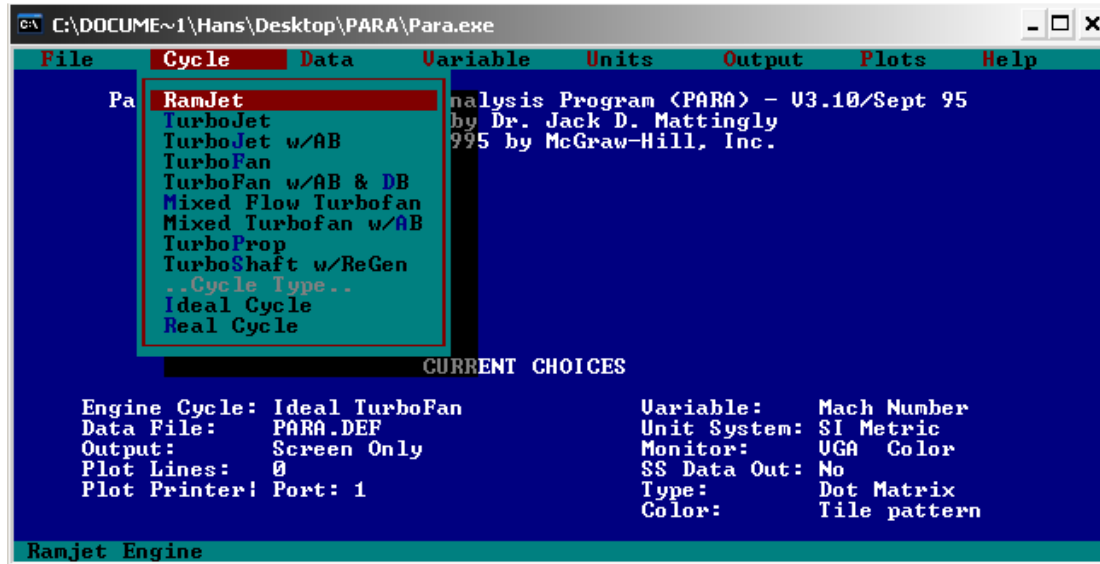 C:\DOCUME~1\Hans\Desktop\PARA\Para.exe
File Cycle Data Variable Units Output Plots Help
Pa nalysis Program (PARA) - V3.10/Sept 95
by Dr. Jack D. Mattingly
995 by McGraw-Hill, Inc.
RamJet
TurboJet
TurboJet w/AB
TurboFan
TurboFan w/AB & DB
Mixed Flow Turbofan
Mixed Turbofan w/AB
TurboProp
TurboShaft w/ReGen
..Cycle Type..
Ideal Cycle
Real Cycle
CURRENT CHOICES
Engine Cycle: Ideal TurboFan Variable: Mach Number
Data File: PARA.DEF Unit System: SI Metric
Output: Screen Only Monitor: VGA Color
Plot Lines: 0 SS Data Out: No
Plot Printer¦ Port: 1 Type: Dot Matrix
Color: Tile pattern
Ramjet Engine